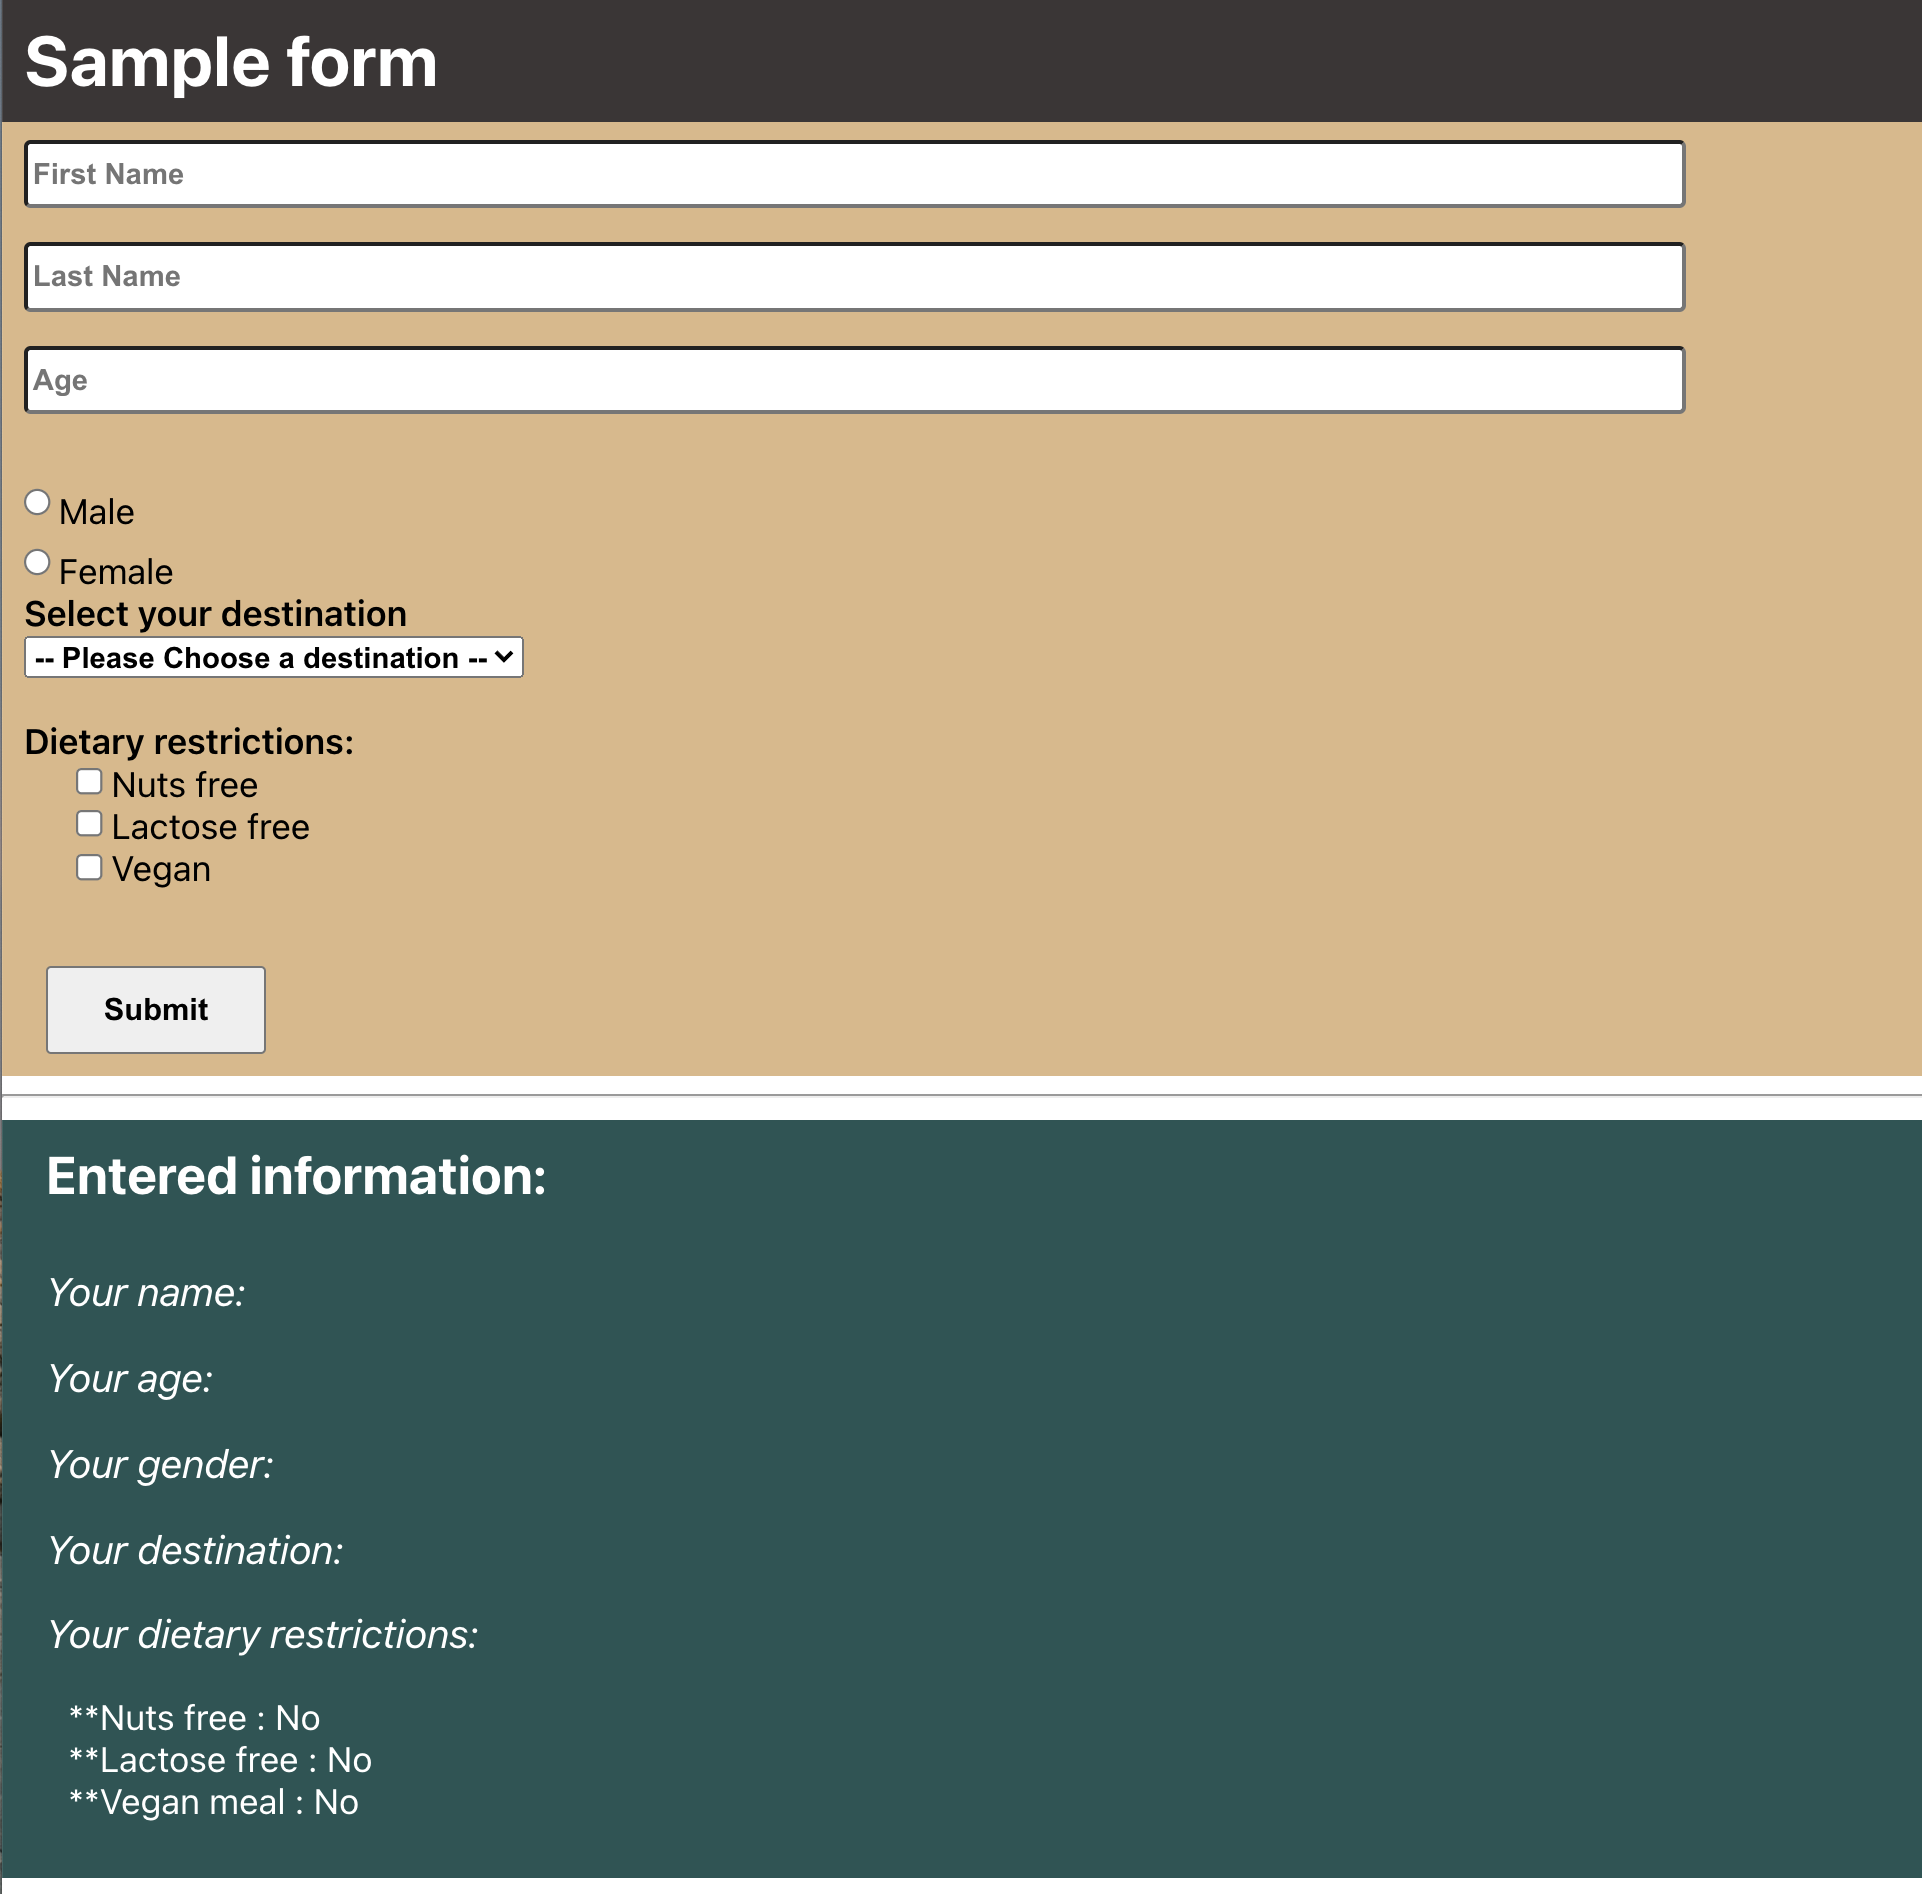 Sample form
First Name
Last Name
Age
Male
Female
Select your destination
-- Please Choose a destination --
Dietary restrictions:
Nuts free
Lactose free
Vegan
Submit
Entered information:
Your name:
Your age:
Your gender:
Your destination:
Your dietary restrictions:
**Nuts free : No
**Lactose free : No
**Vegan meal : No